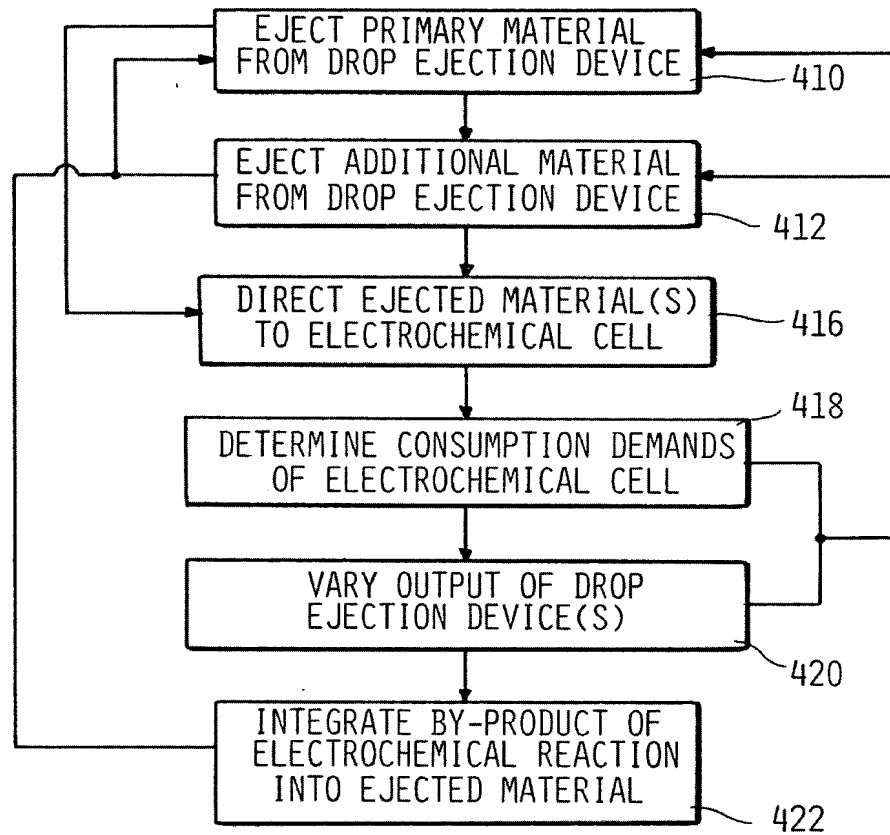 EJECT PRIMARY MATERIAL
FROM DROP EJECTION DEVICE
410
EJECT ADDITIONAL MATERIAL
FROM DROP EJECTION DEVICE
412
DIRECT EJECTED MATERIAL(S)
TO ELECTROCHEMICAL CELL
416
418
DETERMINE CONSUMPTION DEMANDS
OF ELECTROCHEMICAL CELL
VARY OUTPUT OF DROP
EJECTION DEVICE(S)
420
INTEGRATE BY-PRODUCT OF
ELECTROCHEMICAL REACTION
INTO EJECTED MATERIAL
422